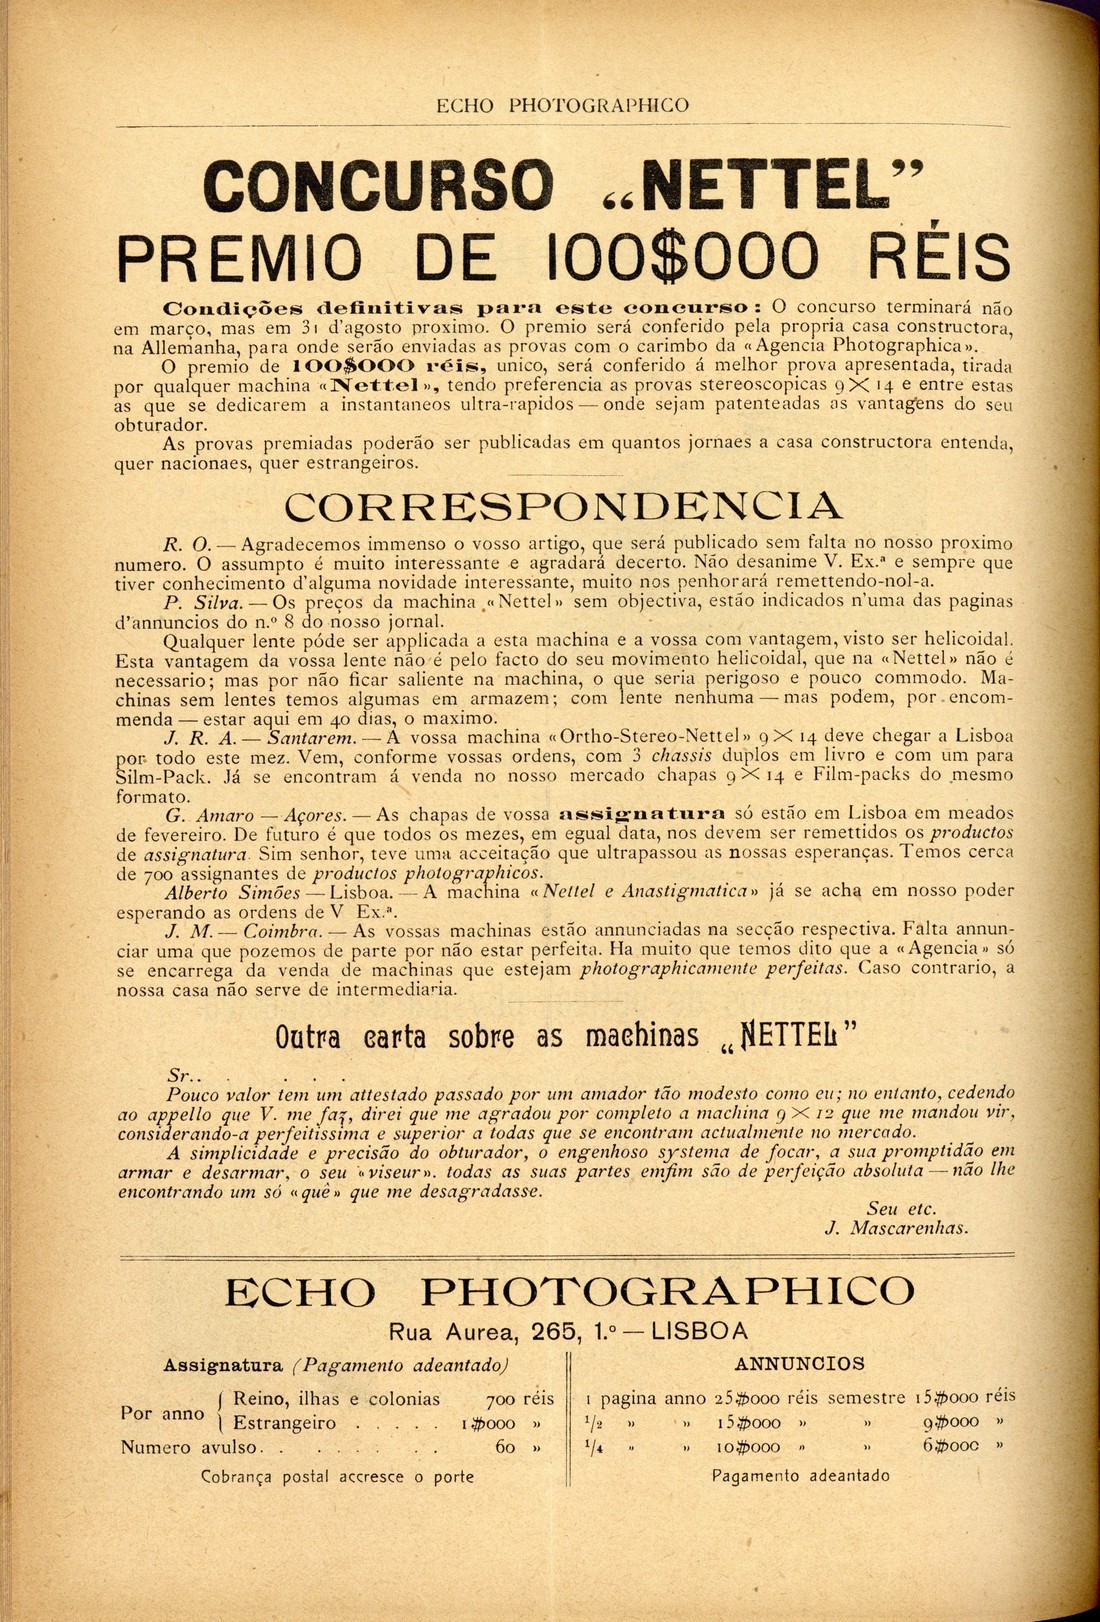 ECHO PHOTOGRAPHICO
CONCURSO „NETTEL”
PREMIO DE 100$000 RÉIS
Condições definitivas para este concurso: O concurso terminará não
em março, mas em 31 d'agosto proximo. O premio será conferido pela propria casa constructora,
na Allemanha, para onde serão enviadas as provas com o carimbo da «Agencia Photographica».
O premio de 100$000 réis, unico, será conferido á melhor prova apresentada, tirada
por qualquer machina «Nettel», tendo preferencia as provas stereoscopicas 9 X 14 e entre estas
as que se dedicarem a instantaneos ultra-rapidos — onde sejam patenteadas as vantagens do seu
obturador.
As provas premiadas poderão ser publicadas em quantos jornaes a casa constructora entenda,
quer nacionaes, quer estrangeiros.
CORRESPONDENCIA
R. O. — Agradecemos immenso o vosso artigo, que será publicado sem falta no nosso proximo
numero. O assumpto é muito interessante e agradará decerto. Não desanime V. Ex.ª e sempre que
tiver conhecimento d'alguma novidade interessante, muito nos penhorará remettendo-nol-a.
P. Silva. — Os preços da machina «Nettel» sem objectiva, estão indicados n'uma das paginas
d'annuncios do n.º 8 do nosso jornal.
Qualquer lente póde ser applicada a esta machina e a vossa com vantagem, visto ser helicoidal.
Esta vantagem da vossa lente não é pelo facto do seu movimento helicoidal, que na «Nettel» não é
necessario; mas por não ficar saliente na machina, o que seria perigoso e pouco commodo. Ma-
chinas sem lentes temos algumas em armazem; com lente nenhuma — mas podem, por encom-
menda — estar aqui em 40 dias, o maximo.
J. R. A. — Santarem. — A vossa machina «Ortho-Stereo-Nettel» 9 X 14 deve chegar a Lisboa
por todo este mez. Vem, conforme vossas ordens, com 3 chassis duplos em livro e com um para
Silm-Pack. Já se encontram á venda no nosso mercado chapas 9 X 14 e Film-packs do mesmo
formato.
G. Amaro — Açores. — As chapas de vossa assignatura só estão em Lisboa em meados
de fevereiro. De futuro é que todos os mezes, em egual data, nos devem ser remettidos os productos
de assignatura. Sim senhor, teve uma acceitação que ultrapassou as nossas esperanças. Temos cerca
de 700 assignantes de productos photographicos.
Alberto Simões — Lisboa. — A machina «Nettel e Anastigmatica» já se acha em nosso poder
esperando as ordens de V Ex.ª.
J. M. — Coimbra. — As vossas machinas estão annunciadas na secção respectiva. Falta annun-
ciar uma que pozemos de parte por não estar perfeita. Ha muito que temos dito que a «Agencia» só
se encarrega da venda de machinas que estejam photographicamente perfeitas. Caso contrario, a
nossa casa não serve de intermediaria.
Outra carta sobre as machinas „NETTEL”
Sr.. . . . .
Pouco valor tem um attestado passado por um amador tão modesto como eu; no entanto, cedendo
ao appello que V. me faz, direi que me agradou por completo a machina 9 X 12 que me mandou vir,
considerando-a perfeitissima e superior a todas que se encontram actualmente no mercado.
A simplicidade e precisão do obturador, o engenhoso systema de focar, a sua promptidão em
armar e desarmar, o seu «viseur». todas as suas partes emfim são de perfeição absoluta — não lhe
encontrando um só «quê» que me desagradasse.
Seu etc.
J. Mascarenhas.
ECHO PHOTOGRAPHICO
Rua Aurea, 265, 1.º — LISBOA
Assignatura (Pagamento adeantado)
Por anno { Reino, ilhas e colonias 700 réis
Estrangeiro . . . . . 1$000 »
Numero avulso. . . . . . . . 60 »
Cobrança postal accresce o porte
ANNUNCIOS
1 pagina anno 25$000 réis semestre 15$000 réis
1/2 » » 15$000 » » 9$000 »
1/4 » » 10$000 » » 6$000 »
Pagamento adeantado